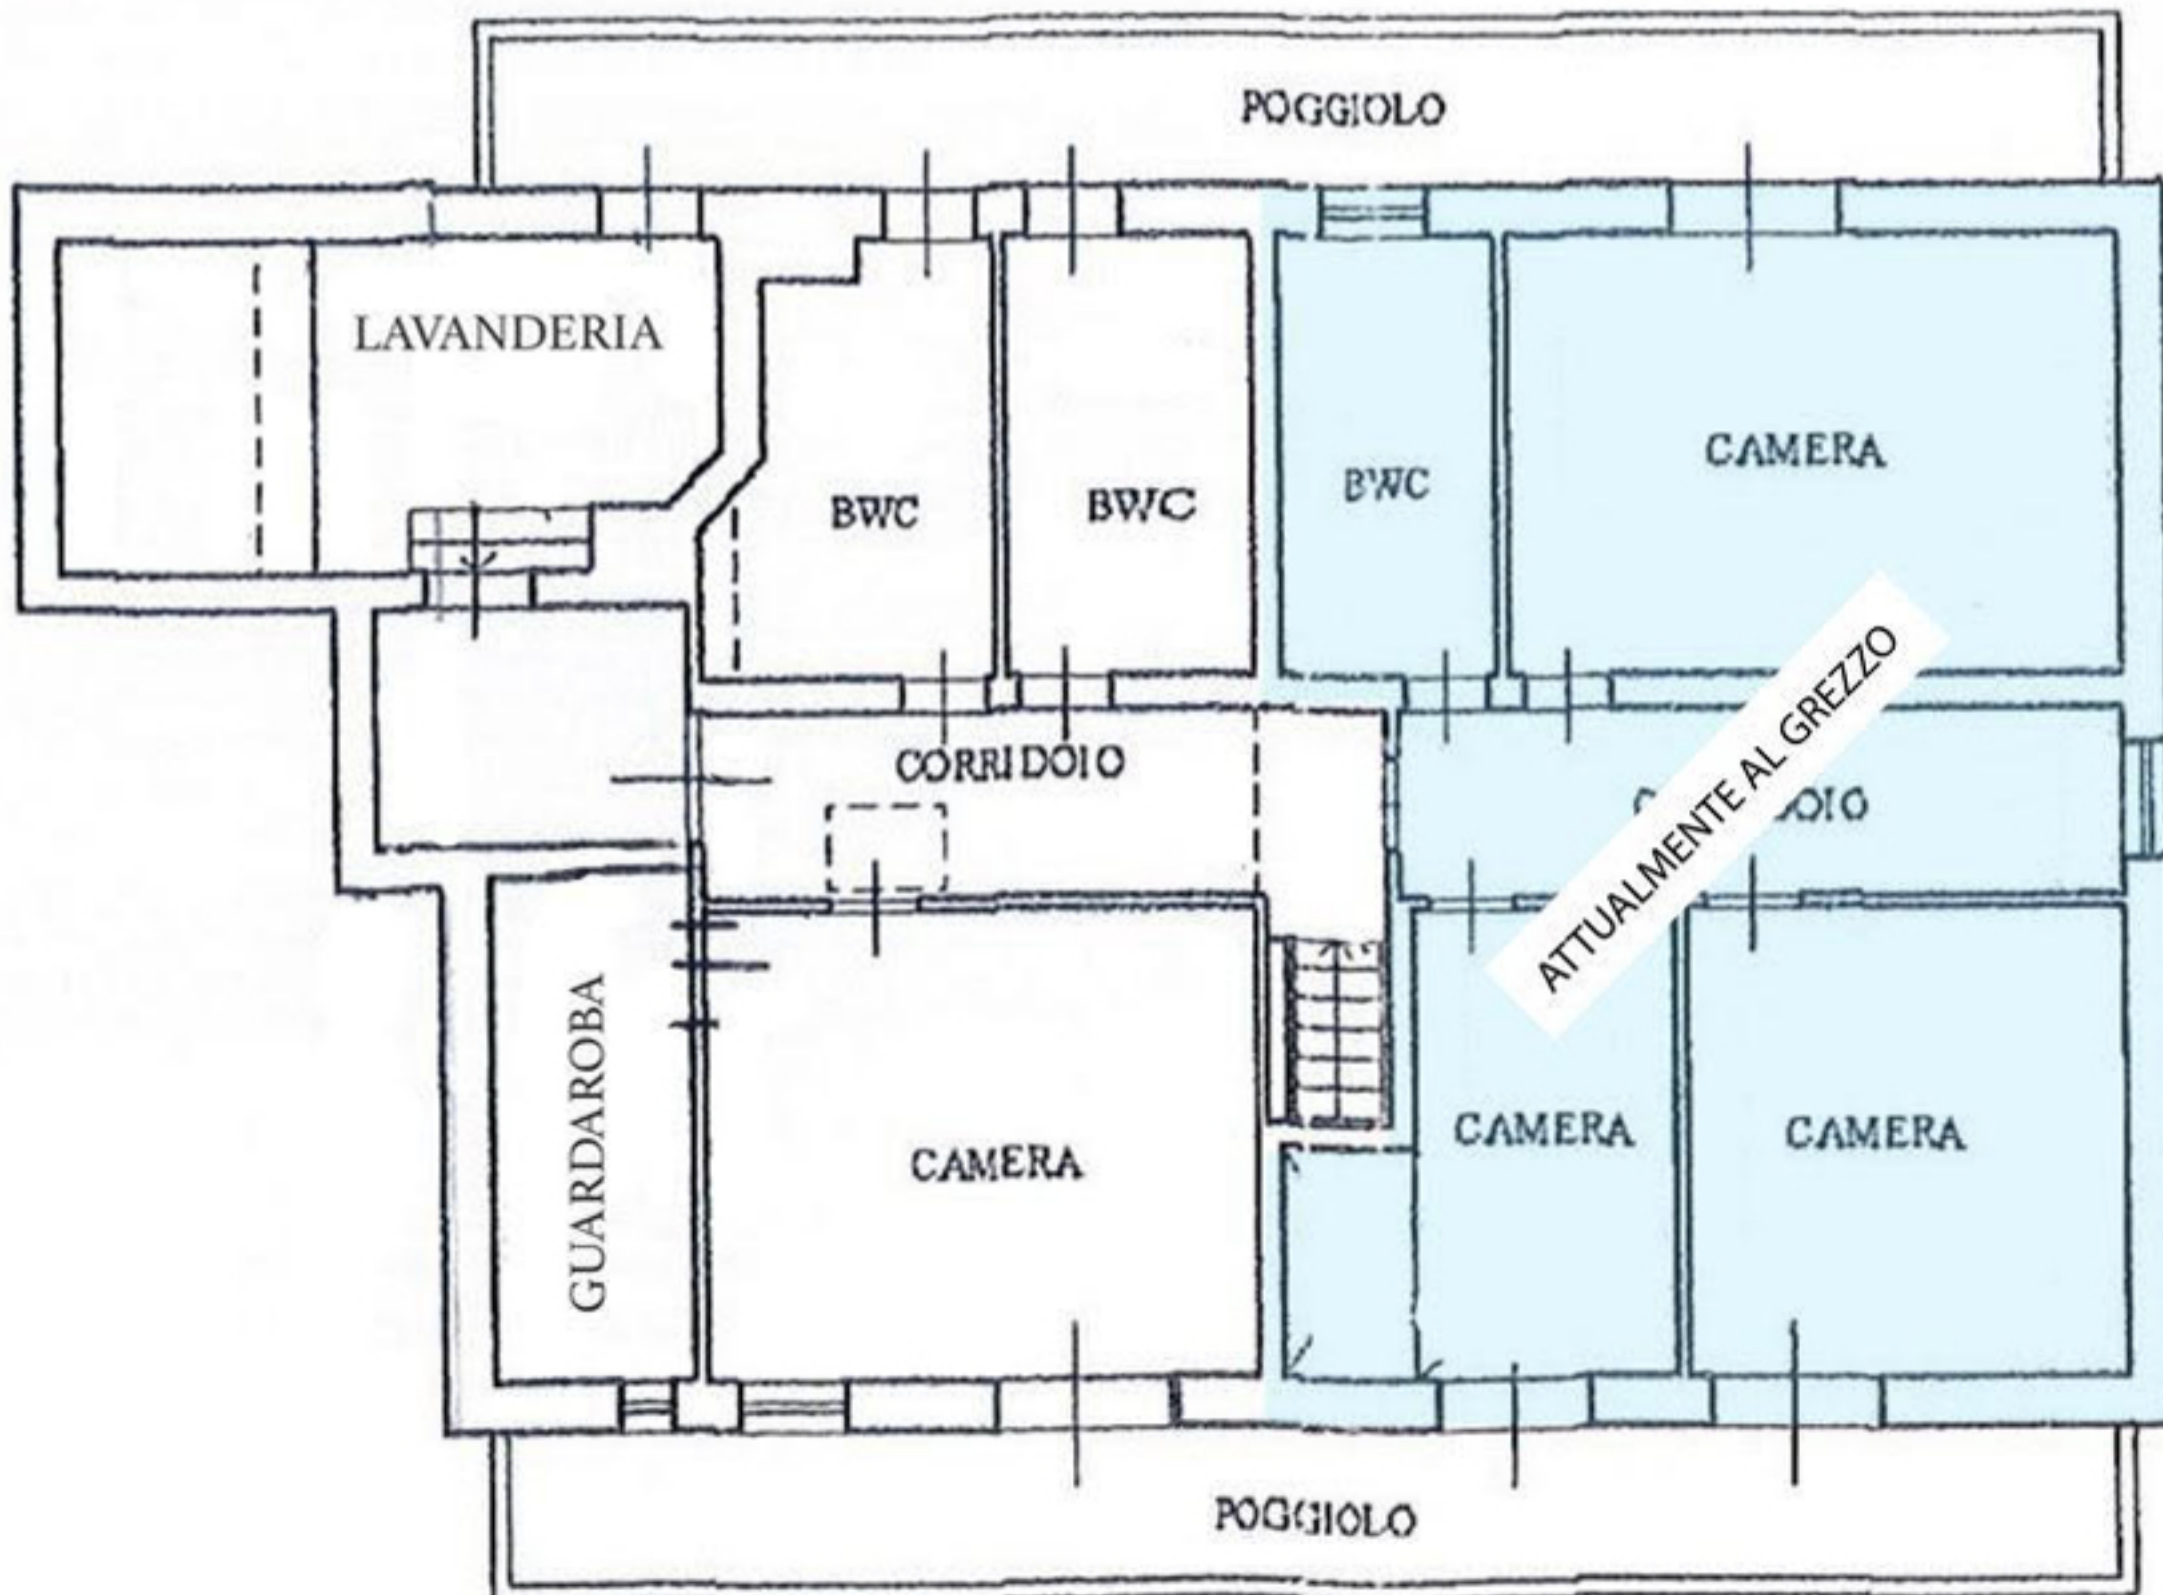 POGGIOLO
LAVANDERIA
BWC
BWC
BWC
CAMERA
CORRIDOIO
ATTUALMENTE AL GREZZO
GUARDAROBA
CAMERA
CAMERA
CAMERA
POGGIOLO